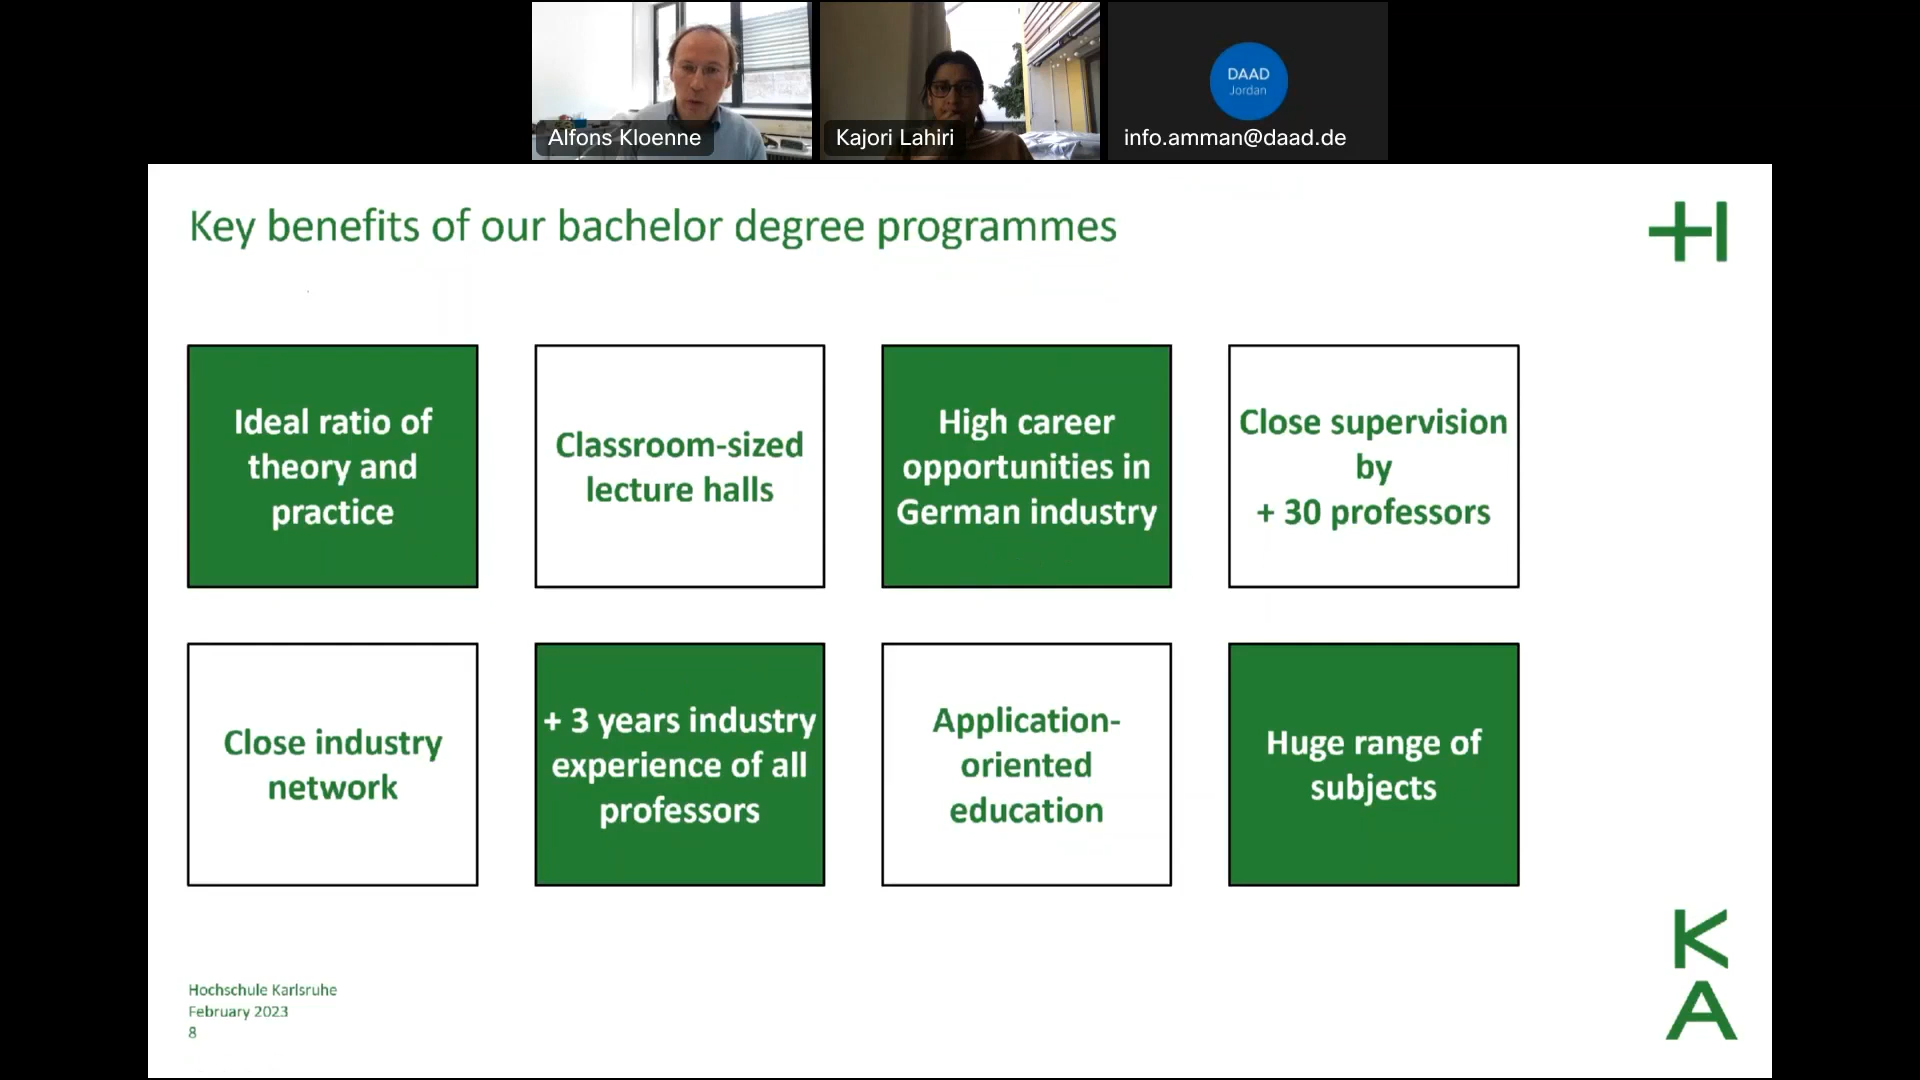 Alfons Kloenne
Kajori Lahiri
DAAD
Jordan
info.amman@daad.de
Key benefits of our bachelor degree programmes
H
Ideal ratio of
theory and
practice
Classroom-sized
lecture halls
High career
opportunities in
German industry
Close supervision
by
+ 30 professors
Close industry
network
+ 3 years industry
experience of all
professors
Application-
oriented
education
Huge range of
subjects
K
A
Hochschule Karlsruhe
February 2023
8